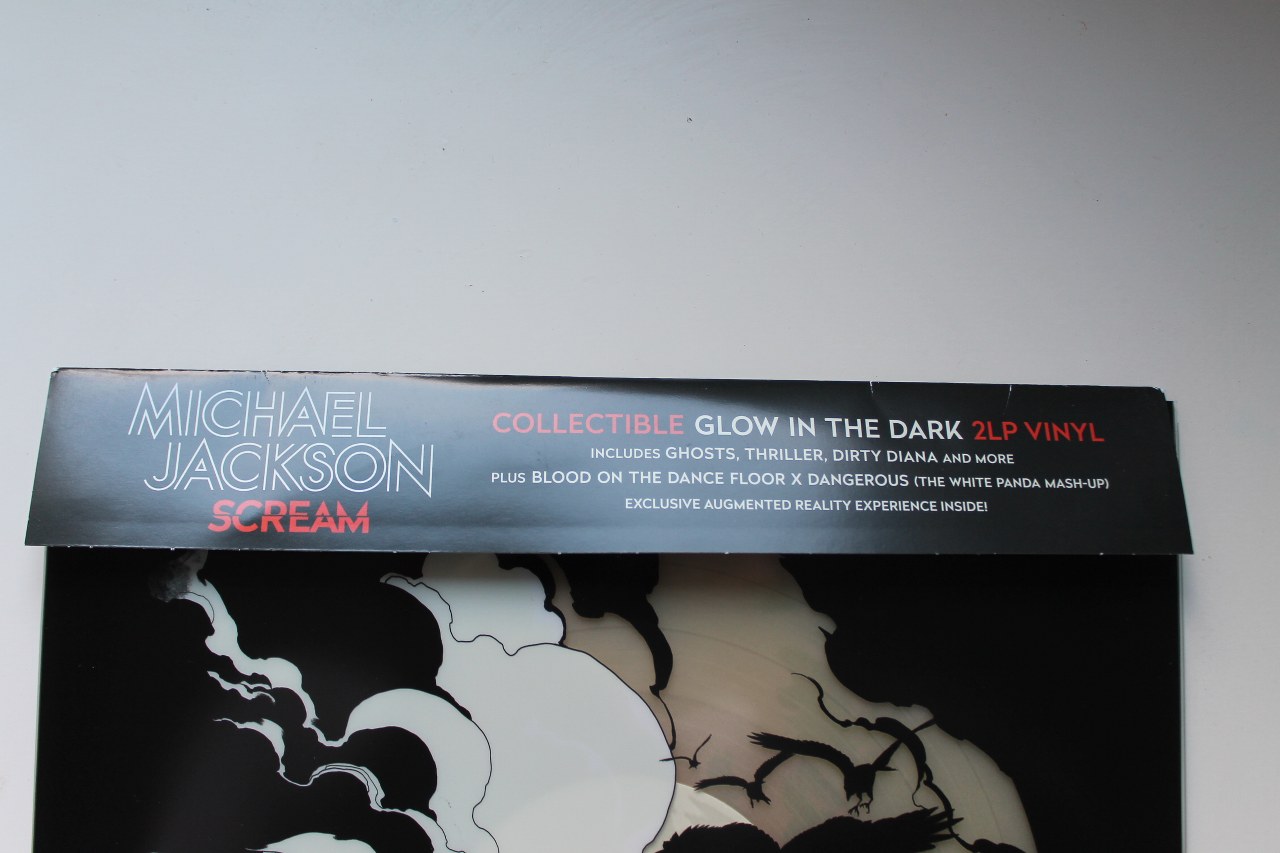 MICHAEL
JACKSON
SCREAM
COLLECTIBLE GLOW IN THE DARK 2LP VINYL
INCLUDES GHOSTS, THRILLER, DIRTY DIANA AND MORE
PLUS BLOOD ON THE DANCE FLOOR X DANGEROUS (THE WHITE PANDA MASH-UP)
EXCLUSIVE AUGMENTED REALITY EXPERIENCE INSIDE!